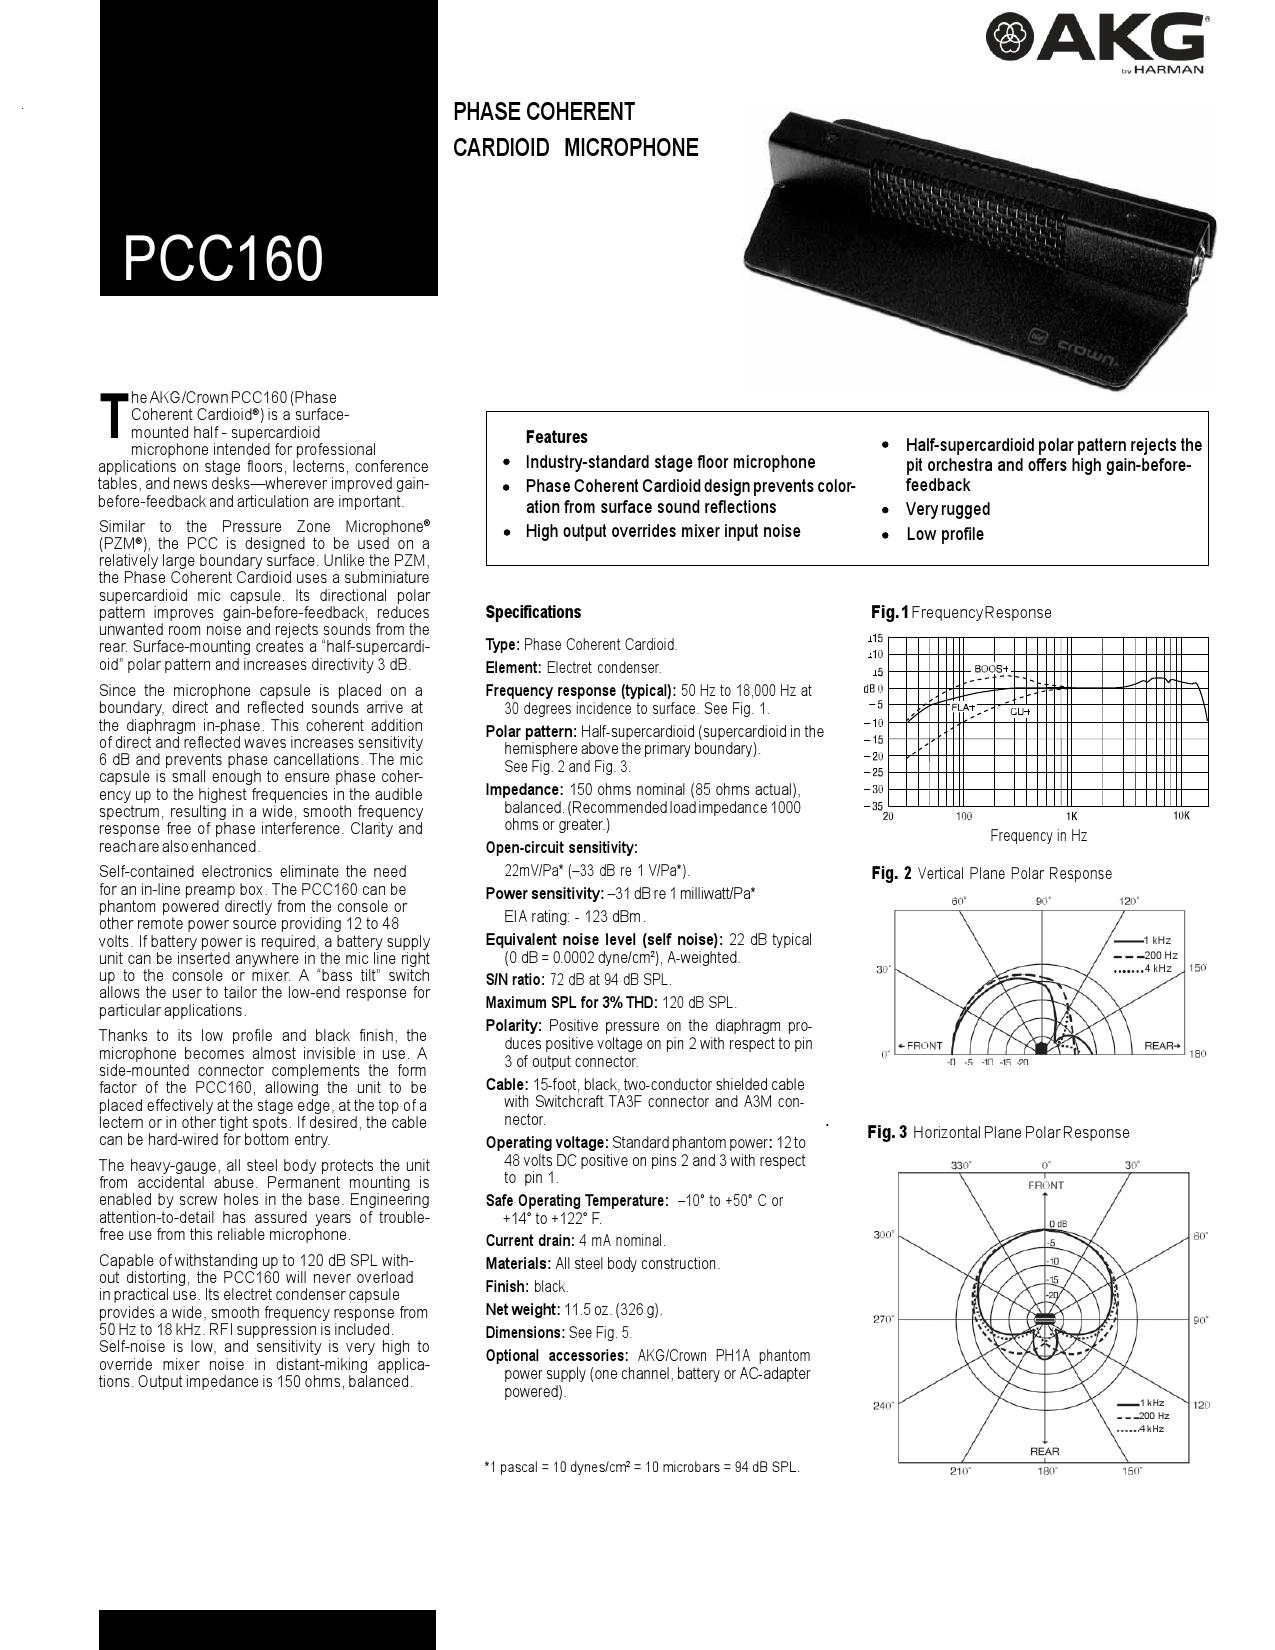 AKG®
by HARMAN
PHASE COHERENT
CARDIOID MICROPHONE
PCC160
crown
The AKG/Crown PCC160 (Phase
Coherent Cardioid®) is a surface-
mounted half - supercardioid
microphone intended for professional
applications on stage floors, lecterns, conference
tables, and news desks—wherever improved gain-
before-feedback and articulation are important.
Similar to the Pressure Zone Microphone®
(PZM®), the PCC is designed to be used on a
relatively large boundary surface. Unlike the PZM,
the Phase Coherent Cardioid uses a subminiature
supercardioid mic capsule. Its directional polar
pattern improves gain-before-feedback, reduces
unwanted room noise and rejects sounds from the
rear. Surface-mounting creates a “half-supercardi-
oid” polar pattern and increases directivity 3 dB.
Since the microphone capsule is placed on a
boundary, direct and reflected sounds arrive at
the diaphragm in-phase. This coherent addition
of direct and reflected waves increases sensitivity
6 dB and prevents phase cancellations. The mic
capsule is small enough to ensure phase coher-
ency up to the highest frequencies in the audible
spectrum, resulting in a wide, smooth frequency
response free of phase interference. Clarity and
reach are also enhanced.
Self-contained electronics eliminate the need
for an in-line preamp box. The PCC160 can be
phantom powered directly from the console or
other remote power source providing 12 to 48
volts. If battery power is required, a battery supply
unit can be inserted anywhere in the mic line right
up to the console or mixer. A “bass tilt” switch
allows the user to tailor the low-end response for
particular applications.
Thanks to its low profile and black finish, the
microphone becomes almost invisible in use. A
side-mounted connector complements the form
factor of the PCC160, allowing the unit to be
placed effectively at the stage edge, at the top of a
lectern or in other tight spots. If desired, the cable
can be hard-wired for bottom entry.
The heavy-gauge, all steel body protects the unit
from accidental abuse. Permanent mounting is
enabled by screw holes in the base. Engineering
attention-to-detail has assured years of trouble-
free use from this reliable microphone.
Capable of withstanding up to 120 dB SPL with-
out distorting, the PCC160 will never overload
in practical use. Its electret condenser capsule
provides a wide, smooth frequency response from
50 Hz to 18 kHz. RFI suppression is included.
Self-noise is low, and sensitivity is very high to
override mixer noise in distant-miking applica-
tions. Output impedance is 150 ohms, balanced.
Features
• Industry-standard stage floor microphone
• Phase Coherent Cardioid design prevents color-
ation from surface sound reflections
• High output overrides mixer input noise
• Half-supercardioid polar pattern rejects the
pit orchestra and offers high gain-before-
feedback
• Very rugged
• Low profile
Specifications
Type: Phase Coherent Cardioid.
Element: Electret condenser.
Frequency response (typical): 50 Hz to 18,000 Hz at
30 degrees incidence to surface. See Fig. 1.
Polar pattern: Half-supercardioid (supercardioid in the
hemisphere above the primary boundary).
See Fig. 2 and Fig. 3.
Impedance: 150 ohms nominal (85 ohms actual),
balanced. (Recommended load impedance 1000
ohms or greater.)
Open-circuit sensitivity:
22mV/Pa* (–33 dB re 1 V/Pa*).
Power sensitivity: –31 dB re 1 milliwatt/Pa*
EIA rating: - 123 dBm.
Equivalent noise level (self noise): 22 dB typical
(0 dB = 0.0002 dyne/cm²), A-weighted.
S/N ratio: 72 dB at 94 dB SPL.
Maximum SPL for 3% THD: 120 dB SPL.
Polarity: Positive pressure on the diaphragm pro-
duces positive voltage on pin 2 with respect to pin
3 of output connector.
Cable: 15-foot, black, two-conductor shielded cable
with Switchcraft TA3F connector and A3M con-
nector.
Operating voltage: Standard phantom power: 12 to
48 volts DC positive on pins 2 and 3 with respect
to pin 1.
Safe Operating Temperature: –10° to +50° C or
+14° to +122° F.
Current drain: 4 mA nominal.
Materials: All steel body construction.
Finish: black.
Net weight: 11.5 oz. (326 g).
Dimensions: See Fig. 5.
Optional accessories: AKG/Crown PH1A phantom
power supply (one channel, battery or AC-adapter
powered).
*1 pascal = 10 dynes/cm² = 10 microbars = 94 dB SPL.
Fig. 1 Frequency Response
+15
+10
+5
dB 0
–5
–10
–15
–20
–25
–30
–35
BOOST
FLAT
CUT
20 100 1K 10K
Frequency in Hz
Fig. 2 Vertical Plane Polar Response
60° 90° 120°
1 kHz
200 Hz
4 kHz
30° 150
FRONT REAR
0° 180
-0 -5 -10 -15 -20
Fig. 3 Horizontal Plane Polar Response
330° 0° 30°
FRONT
0 dB
300° 60°
-5
-10
-15
-20
270° 90°
240° 120
1 kHz
200 Hz
4 kHz
REAR
210° 180° 150°